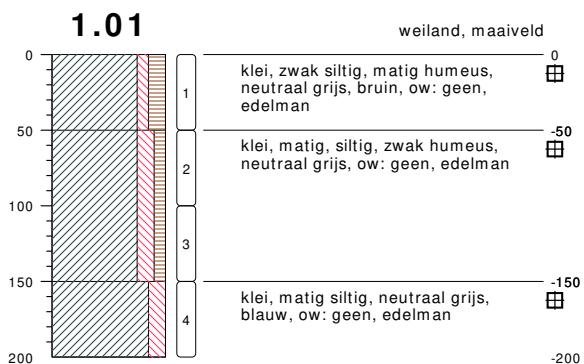 1.01
weiland, maaiveld
0
0
klei, zwak siltig, matig humeus,
neutraal grijs, bruin, ow: geen,
edelman
1
50
-50
klei, matig, siltig, zwak humeus,
neutraal grijs, ow: geen, edelman
2
100
3
150
-150
klei, matig siltig, neutraal grijs,
blauw, ow: geen, edelman
4
200
-200